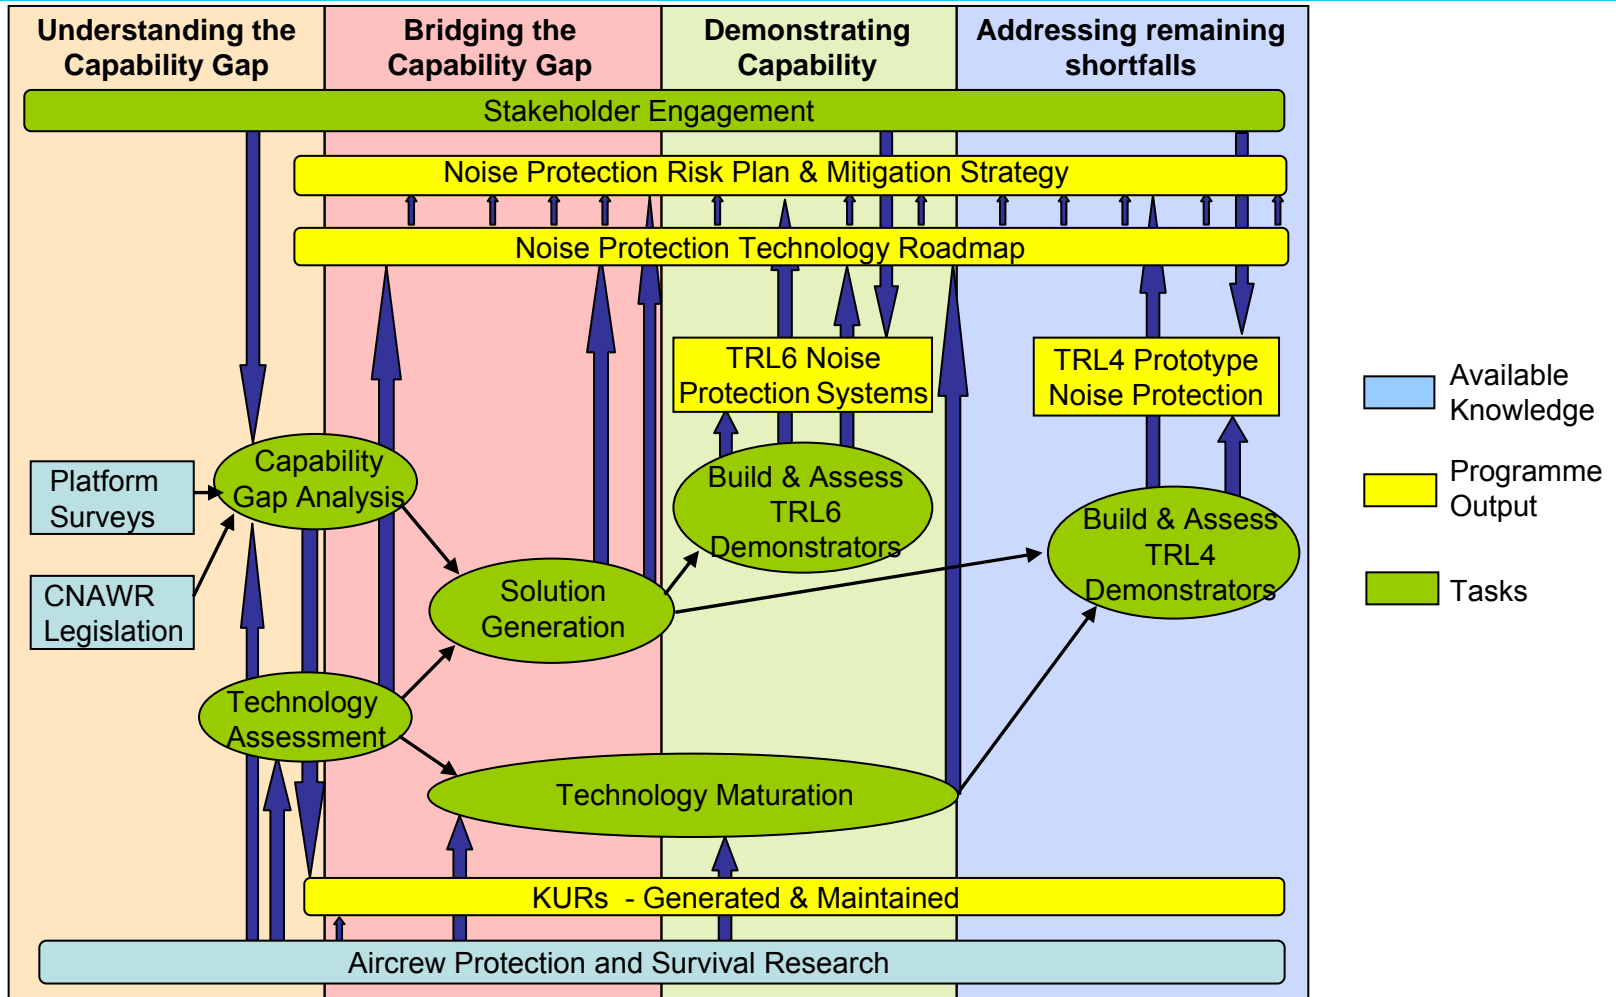 Understanding the
Capability Gap
Bridging the
Capability Gap
Demonstrating
Capability
Addressing remaining
shortfalls
Stakeholder Engagement
Noise Protection Risk Plan & Mitigation Strategy
Noise Protection Technology Roadmap
TRL6 Noise
Protection Systems
TRL4 Prototype
Noise Protection
Platform
Surveys
CNAWR
Legislation
Capability
Gap Analysis
Solution
Generation
Build & Assess
TRL6
Demonstrators
Build & Assess
TRL4
Demonstrators
Technology
Assessment
Technology Maturation
KURs - Generated & Maintained
Aircrew Protection and Survival Research
Available
Knowledge
Programme
Output
Tasks